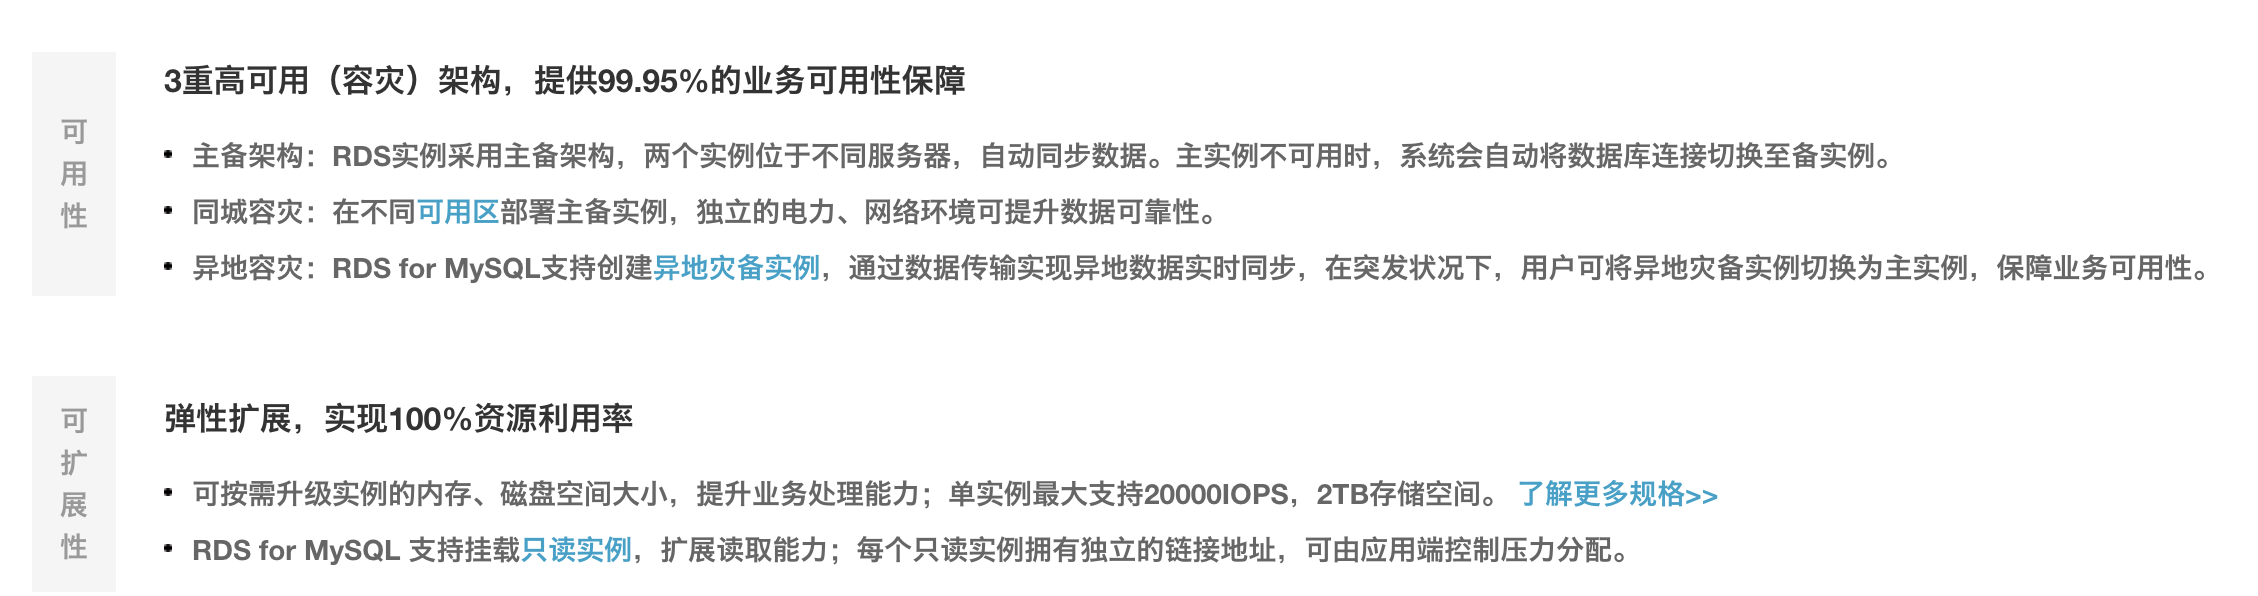 可用性
3重高可用（容灾）架构，提供99.95%的业务可用性保障
主备架构：RDS实例采用主备架构，两个实例位于不同服务器，自动同步数据。主实例不可用时，系统会自动将数据库连接切换至备实例。
同城容灾：在不同可用区部署主备实例，独立的电力、网络环境可提升数据可靠性。
异地容灾：RDS for MySQL支持创建异地灾备实例，通过数据传输实现异地数据实时同步，在突发状况下，用户可将异地灾备实例切换为主实例，保障业务可用性。
可扩展性
弹性扩展，实现100%资源利用率
可按需升级实例的内存、磁盘空间大小，提升业务处理能力；单实例最大支持20000IOPS，2TB存储空间。 了解更多规格>>
RDS for MySQL 支持挂载只读实例，扩展读取能力；每个只读实例拥有独立的链接地址，可由应用端控制压力分配。